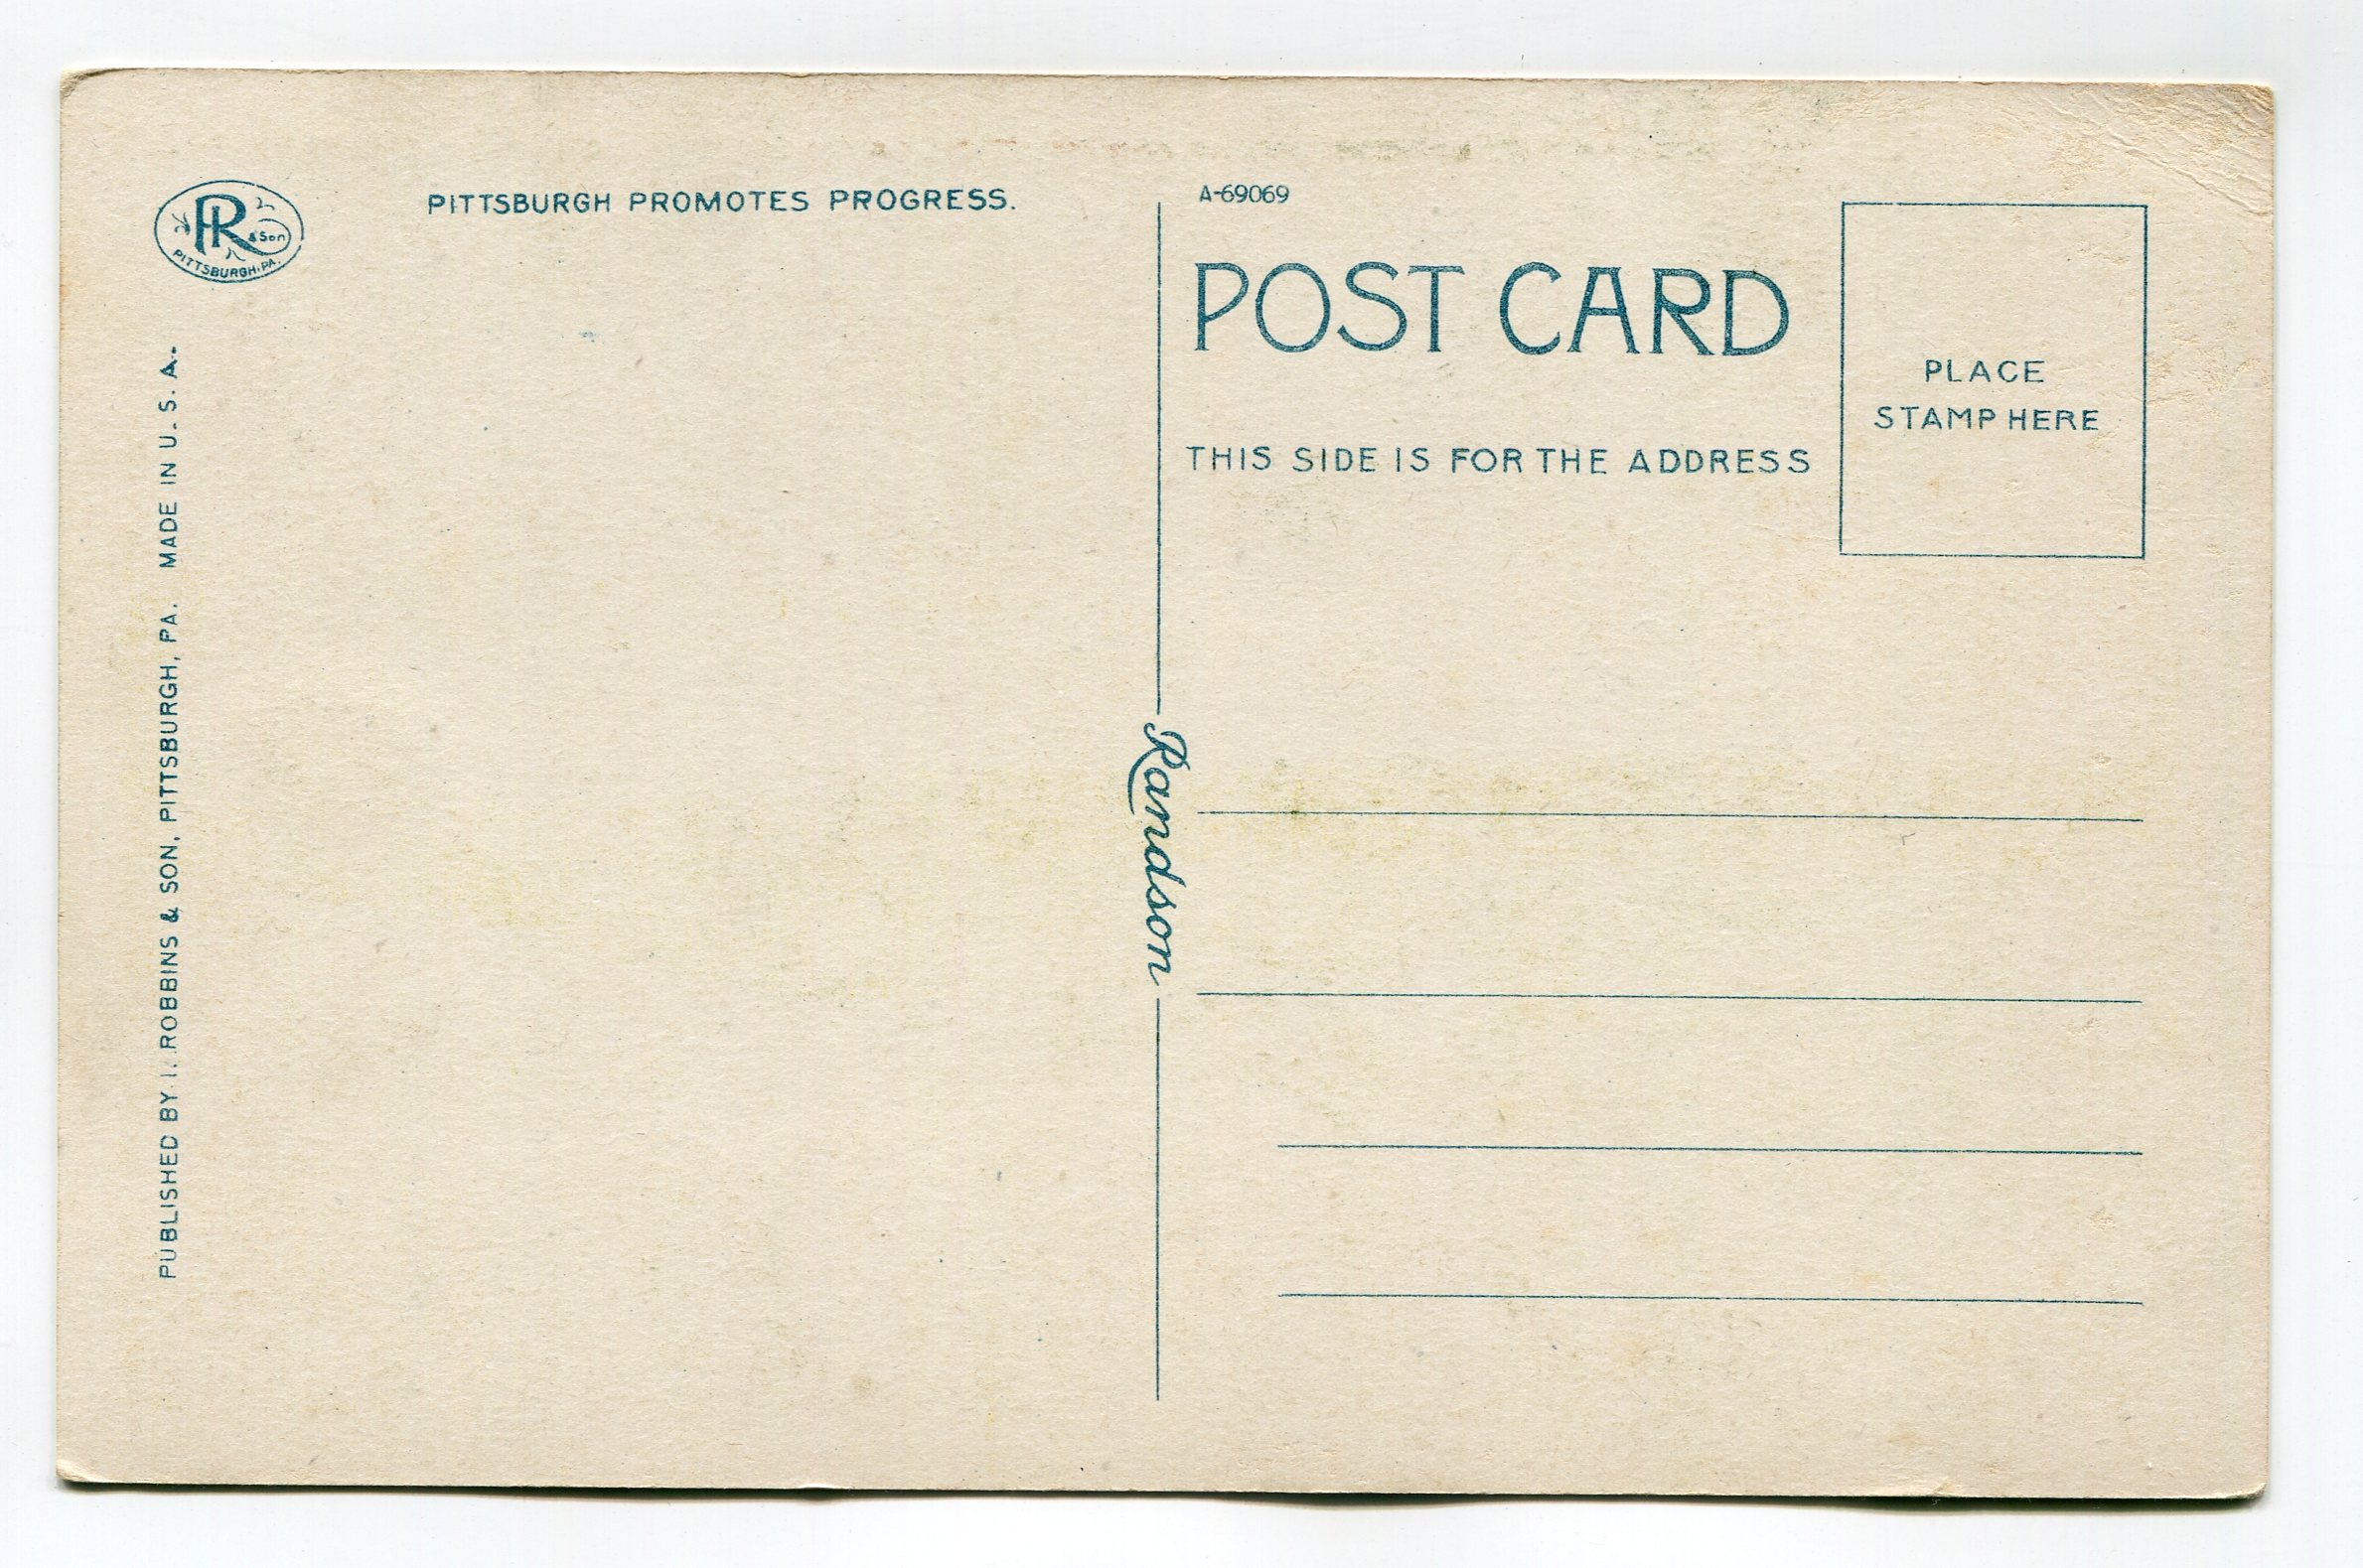 IR & Son
PITTSBURGH, PA.
PITTSBURGH PROMOTES PROGRESS.
PUBLISHED BY I. ROBBINS & SON, PITTSBURGH, PA. MADE IN U. S. A.
Randson
A-69069
POST CARD
THIS SIDE IS FOR THE ADDRESS
PLACE
STAMP HERE